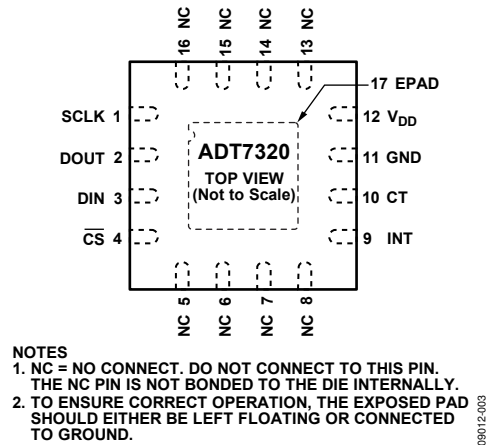 16 NC
15 NC
14 NC
13 NC
17 EPAD
SCLK 1
12 VDD
DOUT 2
ADT7320
11 GND
TOP VIEW
(Not to Scale)
DIN 3
10 CT
CS 4
9 INT
NC 5
NC 6
NC 7
NC 8
NOTES
1. NC = NO CONNECT. DO NOT CONNECT TO THIS PIN.
THE NC PIN IS NOT BONDED TO THE DIE INTERNALLY.
2. TO ENSURE CORRECT OPERATION, THE EXPOSED PAD
SHOULD EITHER BE LEFT FLOATING OR CONNECTED
TO GROUND.
09012-003